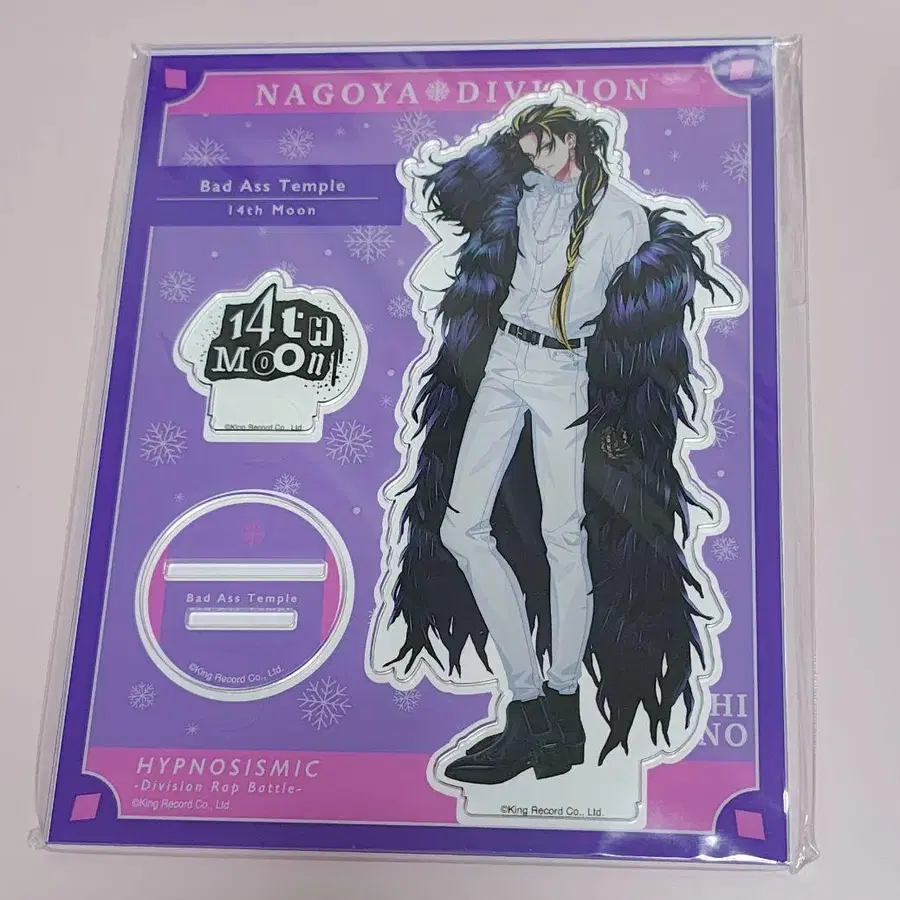 NAGOYA DIVISION
Bad Ass Temple
14th Moon
14tH
Moon
©King Record Co., Ltd.
Bad Ass Temple
©King Record Co., Ltd.
HI
NO
HYPNOSISMIC
-Division Rap Battle-
©King Record Co., Ltd.
©King Record Co., Ltd.